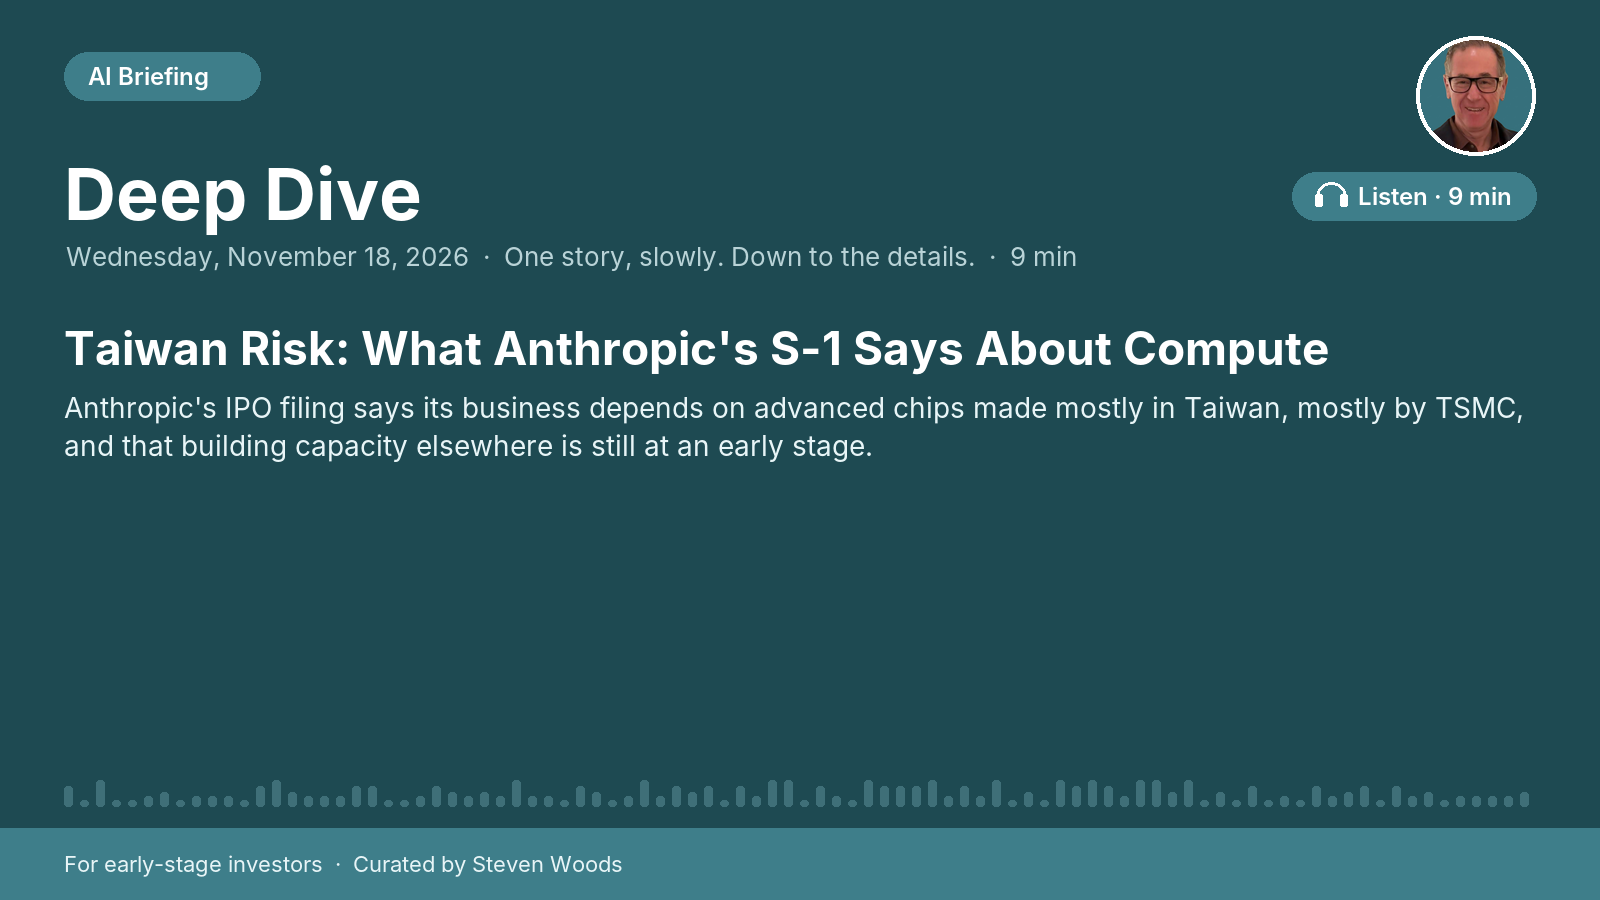 AI Briefing
Deep Dive
Listen · 9 min
Wednesday, November 18, 2026 · One story, slowly. Down to the details. · 9 min
Taiwan Risk: What Anthropic's S-1 Says About Compute
Anthropic's IPO filing says its business depends on advanced chips made mostly in Taiwan, mostly by TSMC,
and that building capacity elsewhere is still at an early stage.
For early-stage investors · Curated by Steven Woods